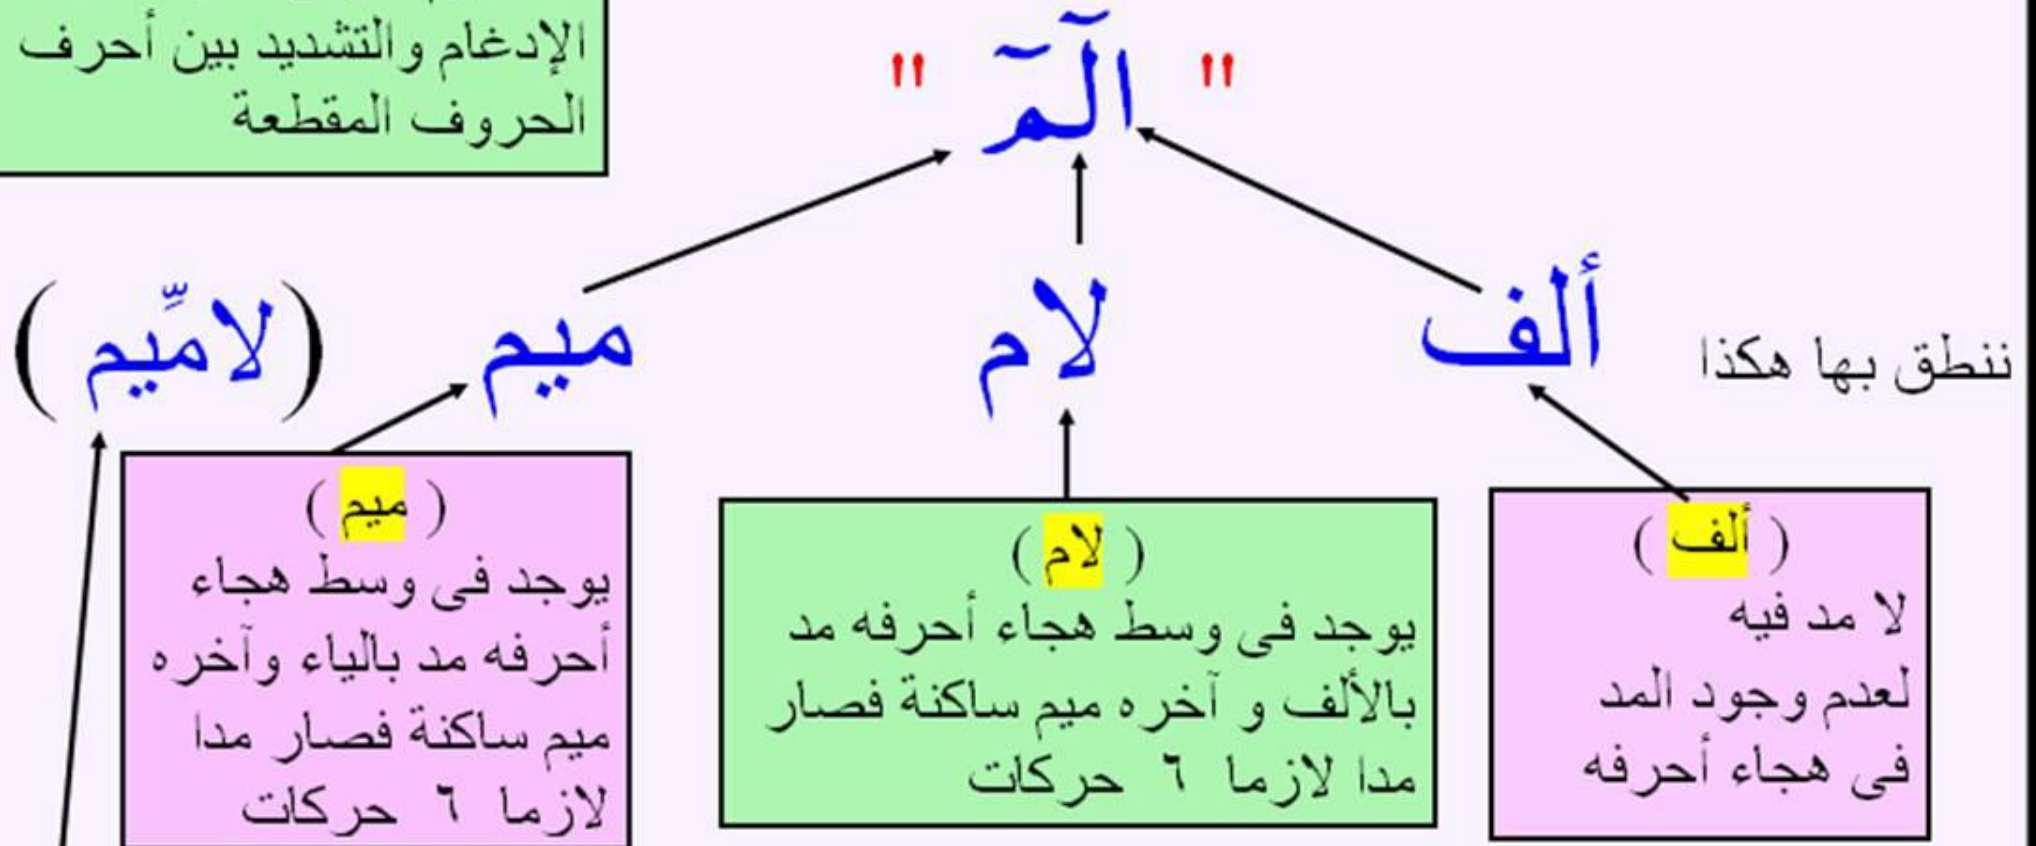 الإدغام والتشديد بين أحرف
الحروف المقطعة
" الٓمٓ "
ننطق بها هكذا ألف لام ميم (لامِّيم)
( ألف )
لا مد فيه
لعدم وجود المد
فى هجاء أحرفه
( لام )
يوجد فى وسط هجاء أحرفه مد
بالألف و آخره ميم ساكنة فصار
مدا لازما ٦ حركات
( ميم )
يوجد فى وسط هجاء
أحرفه مد بالياء وآخره
ميم ساكنة فصار مدا
لازما ٦ حركات